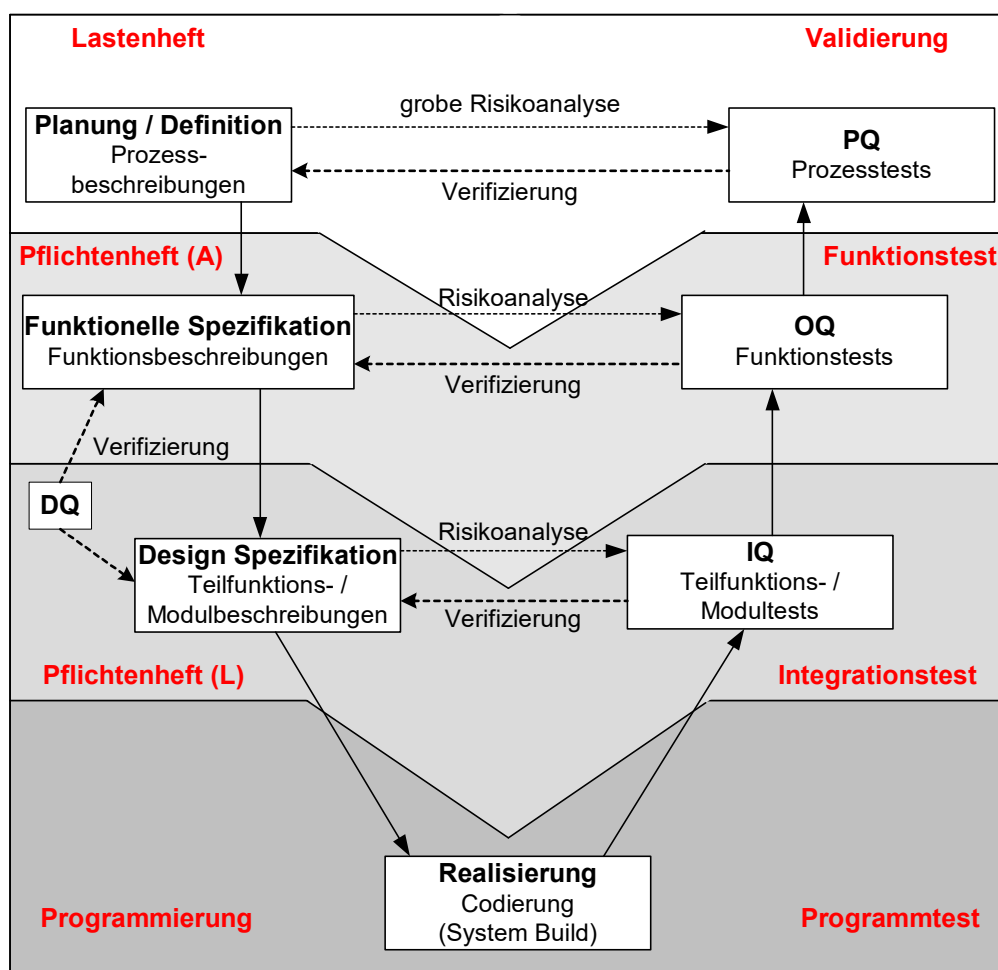 Lastenheft
Validierung
grobe Risikoanalyse
Planung / Definition
Prozess-
beschreibungen
PQ
Prozesstests
Verifizierung
Pflichtenheft (A)
Funktionstest
Risikoanalyse
Funktionelle Spezifikation
Funktionsbeschreibungen
OQ
Funktionstests
Verifizierung
Verifizierung
DQ
Risikoanalyse
Design Spezifikation
Teilfunktions- /
Modulbeschreibungen
IQ
Teilfunktions- /
Modultests
Verifizierung
Pflichtenheft (L)
Integrationstest
Realisierung
Codierung
(System Build)
Programmierung
Programmtest